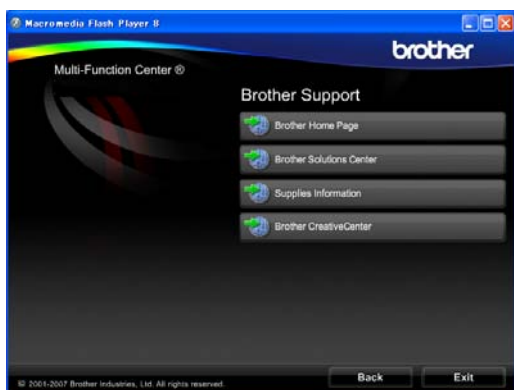 Macromedia Flash Player 8
brother
Multi-Function Center ®
Brother Support
Brother Home Page
Brother Solutions Center
Supplies Information
Brother CreativeCenter
© 2001-2007 Brother Industries, Ltd. All rights reserved.
Back
Exit